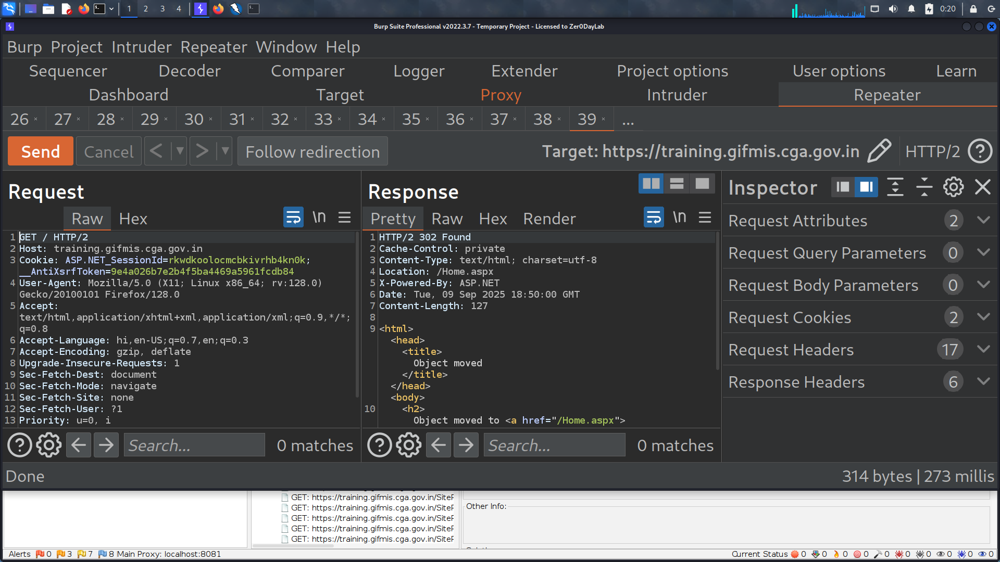 1 2 3 4
0:20
Burp Suite Professional v2022.3.7 - Temporary Project - Licensed to Zer0DayLab
Burp Project Intruder Repeater Window Help
Sequencer Decoder Comparer Logger Extender Project options User options Learn
Dashboard Target Proxy Intruder Repeater
26 × 27 × 28 × 29 × 30 × 31 × 32 × 33 × 34 × 35 × 36 × 37 × 38 × 39 × ...
Send Cancel < > Follow redirection Target: https://training.gifmis.cga.gov.in HTTP/2 ?
Request
Raw Hex \n
1 GET / HTTP/2
2 Host: training.gifmis.cga.gov.in
3 Cookie: ASP.NET_SessionId=rkwdkoolocmcbkivrhb4kn0k;
__AntiXsrfToken=9e4a026b7e2b4f5ba4469a5961fcdb84
4 User-Agent: Mozilla/5.0 (X11; Linux x86_64; rv:128.0)
Gecko/20100101 Firefox/128.0
5 Accept:
text/html,application/xhtml+xml,application/xml;q=0.9,*/*;
q=0.8
6 Accept-Language: hi,en-US;q=0.7,en;q=0.3
7 Accept-Encoding: gzip, deflate
8 Upgrade-Insecure-Requests: 1
9 Sec-Fetch-Dest: document
10 Sec-Fetch-Mode: navigate
11 Sec-Fetch-Site: none
12 Sec-Fetch-User: ?1
13 Priority: u=0, i
? Search... 0 matches
Response
Pretty Raw Hex Render \n
1 HTTP/2 302 Found
2 Cache-Control: private
3 Content-Type: text/html; charset=utf-8
4 Location: /Home.aspx
5 X-Powered-By: ASP.NET
6 Date: Tue, 09 Sep 2025 18:50:00 GMT
7 Content-Length: 127
8
9 <html>
<head>
<title>
Object moved
</title>
</head>
<body>
10 <h2>
Object moved to <a href="/Home.aspx">
? Search... 0 matches
Inspector
Request Attributes 2
Request Query Parameters 0
Request Body Parameters 0
Request Cookies 2
Request Headers 17
Response Headers 6
Done 314 bytes | 273 millis
GET: https://training.gifmis.cga.gov.in/SiteF
GET: https://training.gifmis.cga.gov.in/SiteF
GET: https://training.gifmis.cga.gov.in/SiteF
GET: https://training.gifmis.cga.gov.in/SiteF
GET: https://training.gifmis.cga.gov.in/SiteF
Other Info:
Alerts 0 3 7 8 Main Proxy: localhost:8081
Current Status 0 0 0 0 0 0 0 0 0 0